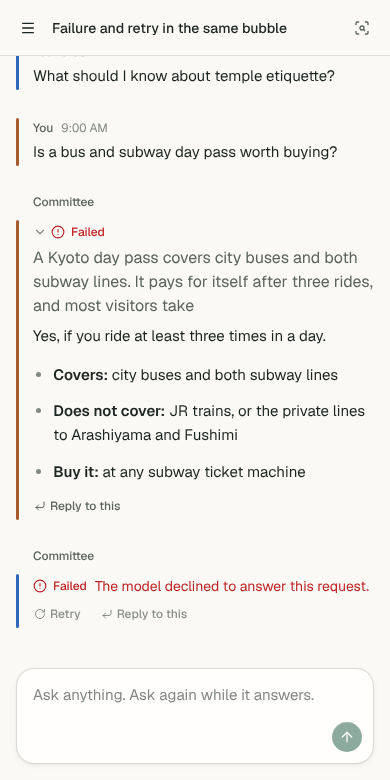 Failure and retry in the same bubble
What should I know about temple etiquette?
You 9:00 AM
Is a bus and subway day pass worth buying?
Committee
Failed
A Kyoto day pass covers city buses and both
subway lines. It pays for itself after three rides,
and most visitors take
Yes, if you ride at least three times in a day.
Covers: city buses and both subway lines
Does not cover: JR trains, or the private lines
to Arashiyama and Fushimi
Buy it: at any subway ticket machine
Reply to this
Committee
Failed The model declined to answer this request.
Retry Reply to this
Ask anything. Ask again while it answers.